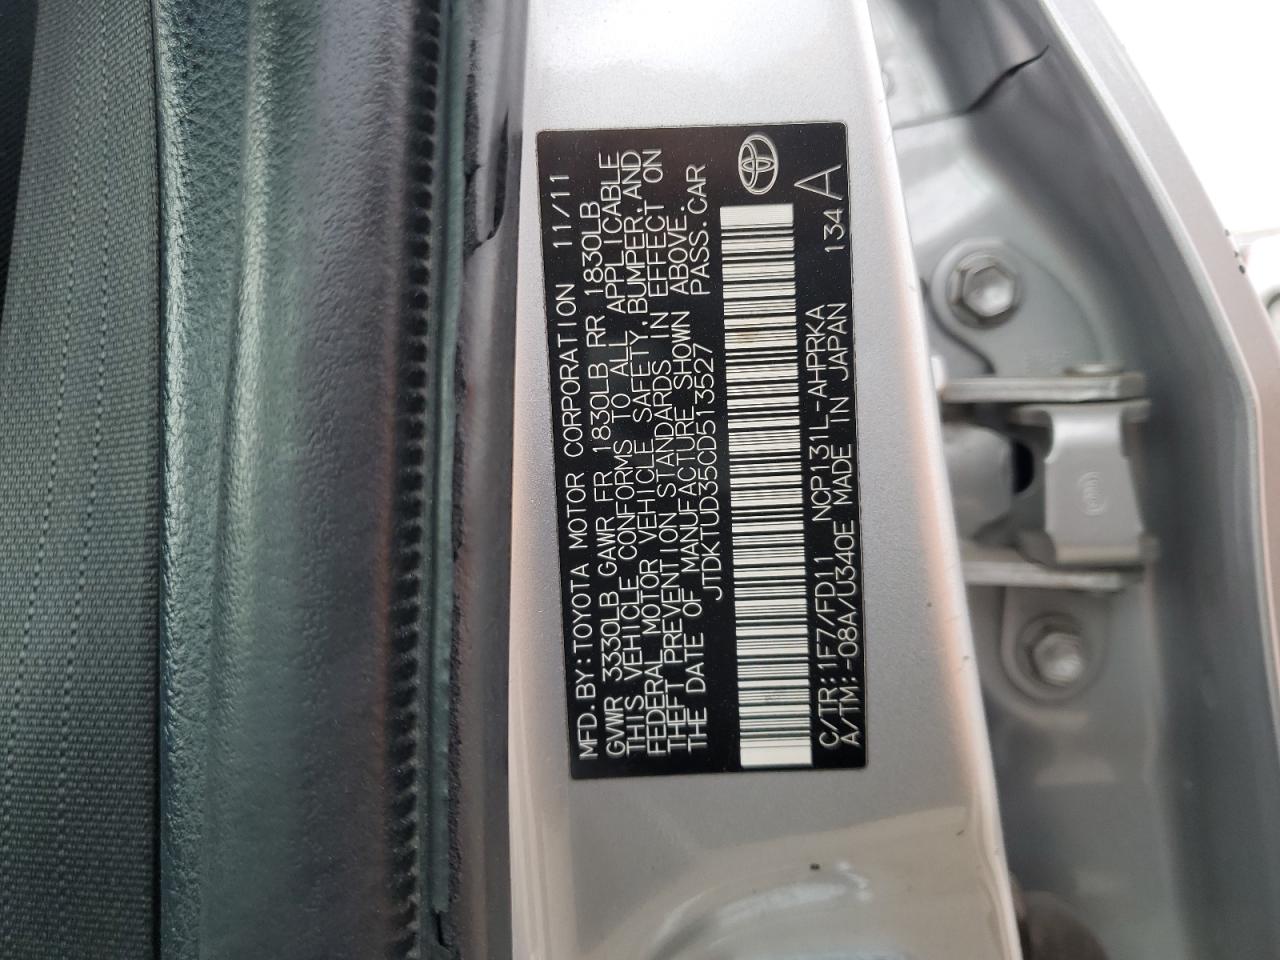 MFD.BY:TOYOTA MOTOR CORPORATION 11/11
GVWR 3330LB GAWR FR 1830LB RR 1830LB
THIS VEHICLE CONFORMS TO ALL APPLICABLE
FEDERAL MOTOR VEHICLE SAFETY,BUMPER,AND
THEFT PREVENTION STANDARDS IN EFFECT ON
THE DATE OF MANUFACTURE SHOWN ABOVE.
JTDKTUD35CD513527 PASS.CAR
C/TR:1F7/FD11 NCP131L-AHPRKA 134A
A/TM:-08A/U340E MADE IN JAPAN